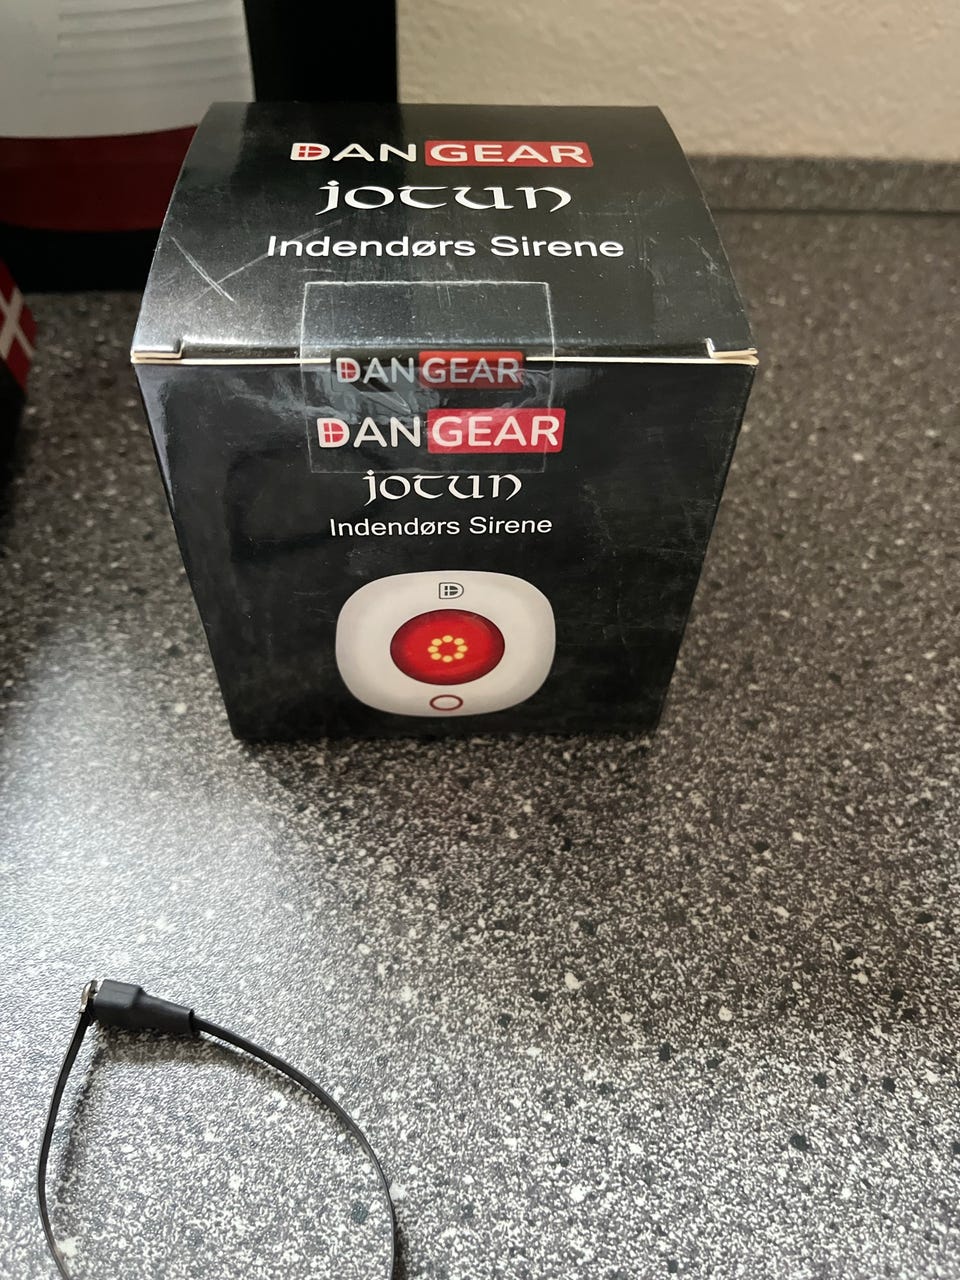 DANGEAR
jotun
Indendørs Sirene
DANGEAR
DANGEAR
jotun
Indendørs Sirene
D